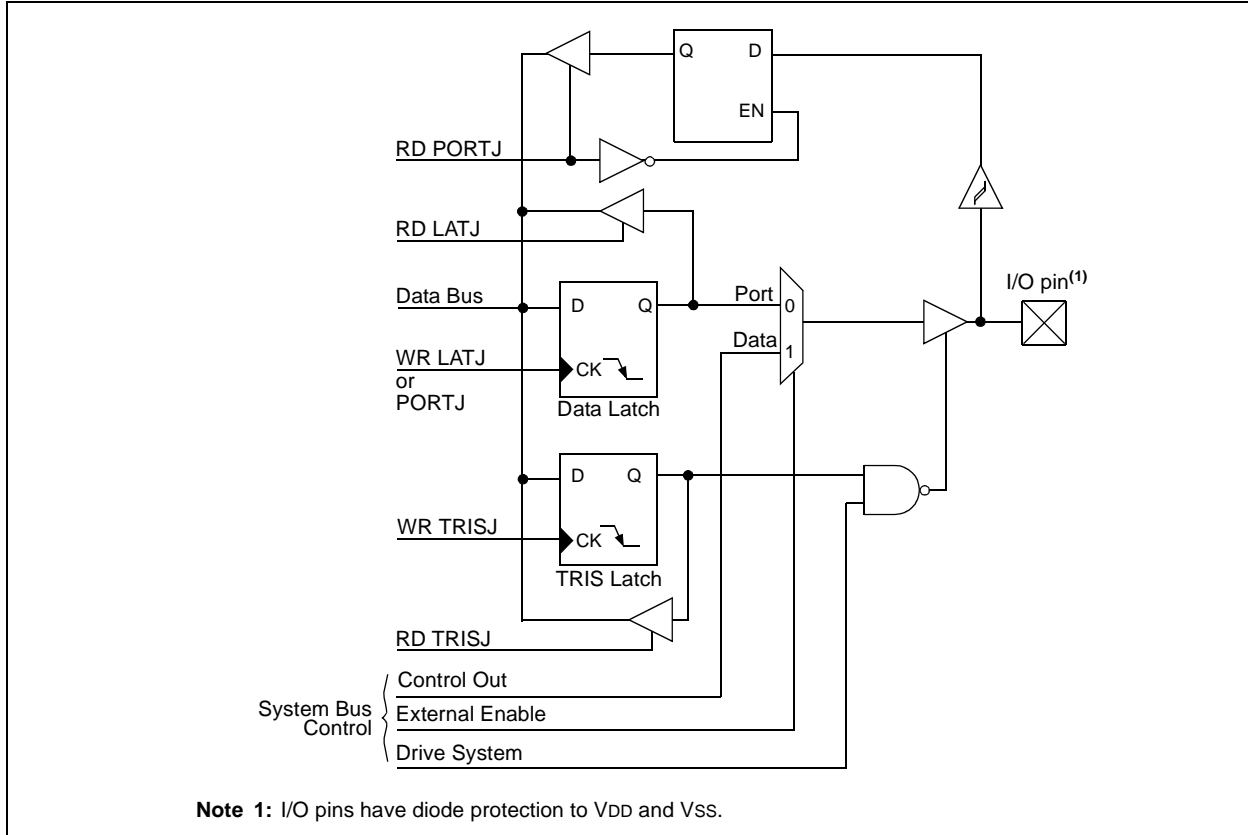 Q D
EN
RD PORTJ
RD LATJ
I/O pin(1)
Data Bus
D Q
Port 0
Data 1
WR LATJ
or
PORTJ
CK
Data Latch
D Q
WR TRISJ
CK
TRIS Latch
RD TRISJ
Control Out
System Bus
Control
External Enable
Drive System
Note 1: I/O pins have diode protection to VDD and VSS.